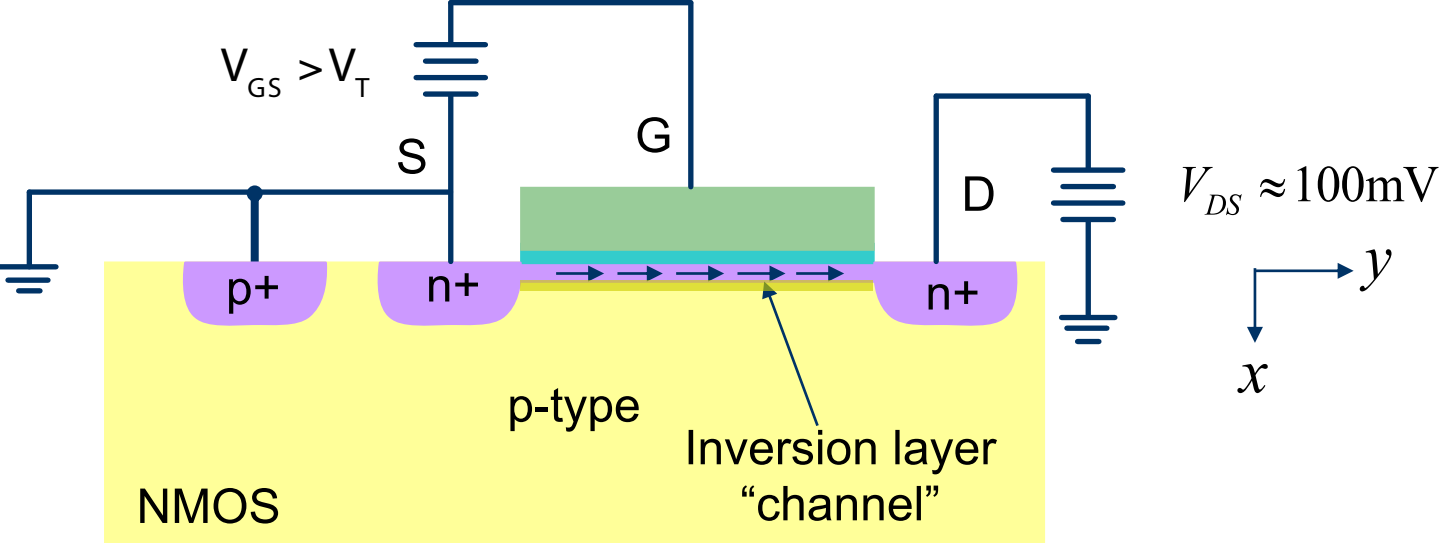 V_GS > V_T
S
G
D
V_DS ≈ 100mV
p+
n+
n+
y
x
p-type
Inversion layer
“channel”
NMOS